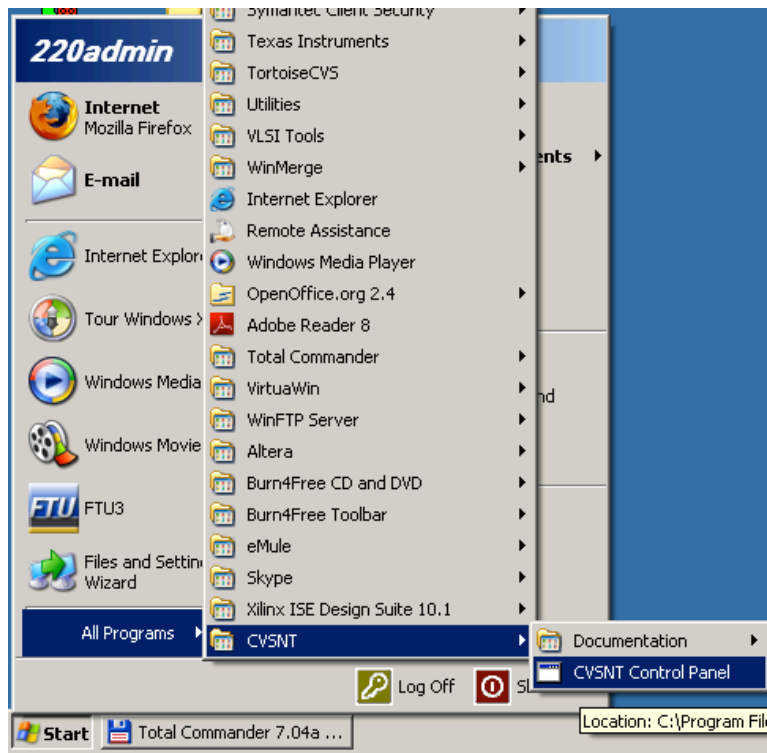 Symantec Client Security
220admin
Texas Instruments
TortoiseCVS
Internet
Mozilla Firefox
Utilities
VLSI Tools
ents
E-mail
WinMerge
Internet Explorer
Remote Assistance
Internet Explor
Windows Media Player
OpenOffice.org 2.4
Tour Windows X
Adobe Reader 8
Total Commander
Windows Media
VirtuaWin
nd
WinFTP Server
Windows Movie
Altera
Burn4Free CD and DVD
FTU
FTU3
Burn4Free Toolbar
eMule
Files and Settin
Wizard
Skype
Xilinx ISE Design Suite 10.1
All Programs
CVSNT
Documentation
CVSNT Control Panel
Log Off
Start
Total Commander 7.04a ...
Location: C:\Program File